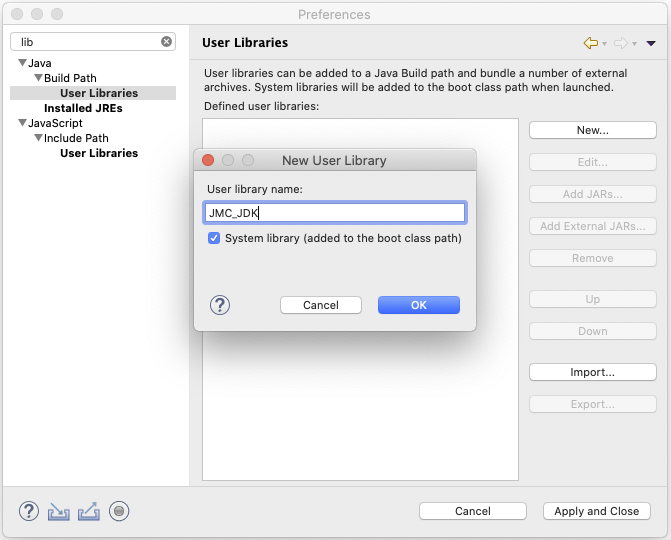 Preferences
lib
User Libraries
Java
Build Path
User Libraries
Installed JREs
JavaScript
Include Path
User Libraries
User libraries can be added to a Java Build path and bundle a number of external
archives. System libraries will be added to the boot class path when launched.
Defined user libraries:
New...
Edit...
Add JARs...
Add External JARs...
Remove
Up
Down
Import...
Export...
New User Library
User library name:
JMC_JDK
System library (added to the boot class path)
?
Cancel
OK
?
Cancel
Apply and Close